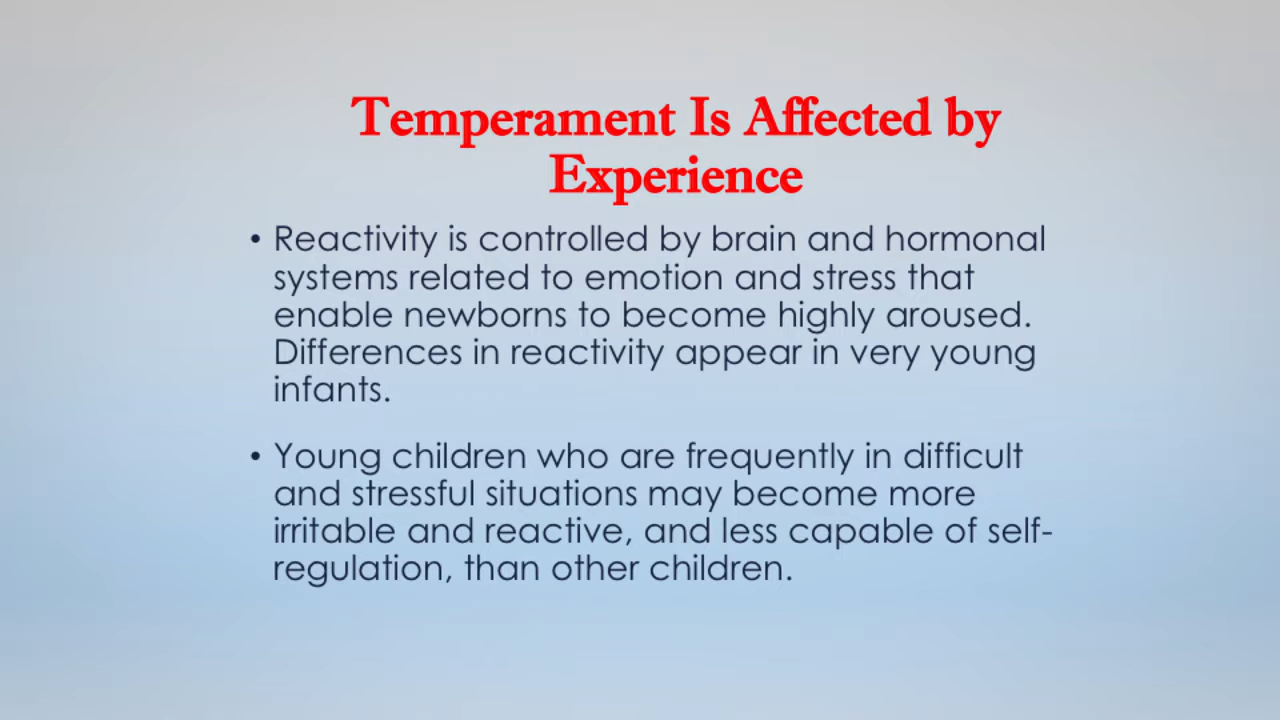 Temperament Is Affected by
Experience
• Reactivity is controlled by brain and hormonal
systems related to emotion and stress that
enable newborns to become highly aroused.
Differences in reactivity appear in very young
infants.
• Young children who are frequently in difficult
and stressful situations may become more
irritable and reactive, and less capable of self-
regulation, than other children.